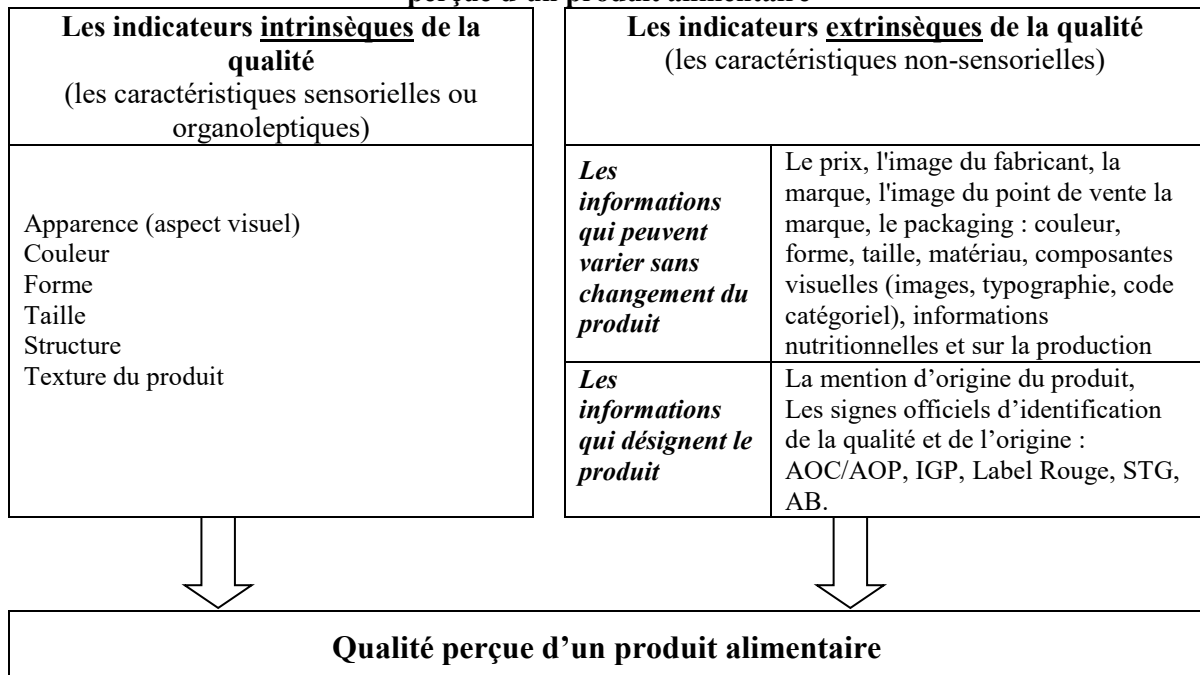 perçue d'un produit alimentaire
Les indicateurs intrinsèques de la
qualité
(les caractéristiques sensorielles ou
organoleptiques)
Apparence (aspect visuel)
Couleur
Forme
Taille
Structure
Texture du produit
Les indicateurs extrinsèques de la qualité
(les caractéristiques non-sensorielles)
Les
informations
qui peuvent
varier sans
changement du
produit
Le prix, l'image du fabricant, la
marque, l'image du point de vente la
marque, le packaging : couleur,
forme, taille, matériau, composantes
visuelles (images, typographie, code
catégoriel), informations
nutritionnelles et sur la production
Les
informations
qui désignent le
produit
La mention d’origine du produit,
Les signes officiels d’identification
de la qualité et de l’origine :
AOC/AOP, IGP, Label Rouge, STG,
AB.
Qualité perçue d’un produit alimentaire